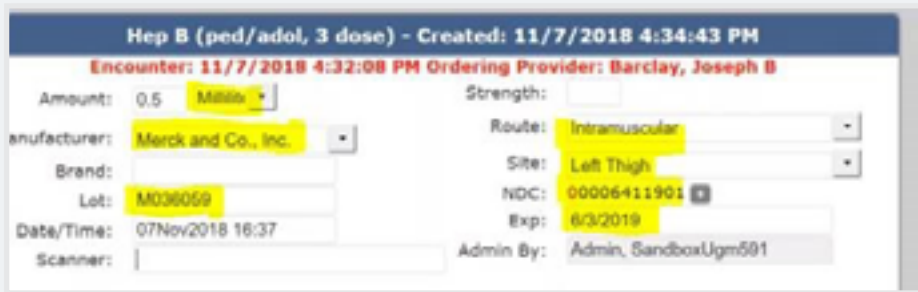 Hep B (ped/adol, 3 dose) - Created: 11/7/2018 4:34:43 PM
Encounter: 11/7/2018 4:32:08 PM Ordering Provider: Barclay, Joseph B
Amount: 0.5 Strength:
anufacturer: Merck and Co., Inc. Route: Intramuscular
Brand: Site: Left Thigh
Lot: M036059 NDC: 00006411901
Date/Time: 07Nov2018 16:37 Exp: 6/3/2019
Scanner: Admin By: Admin, SandboxUgm591